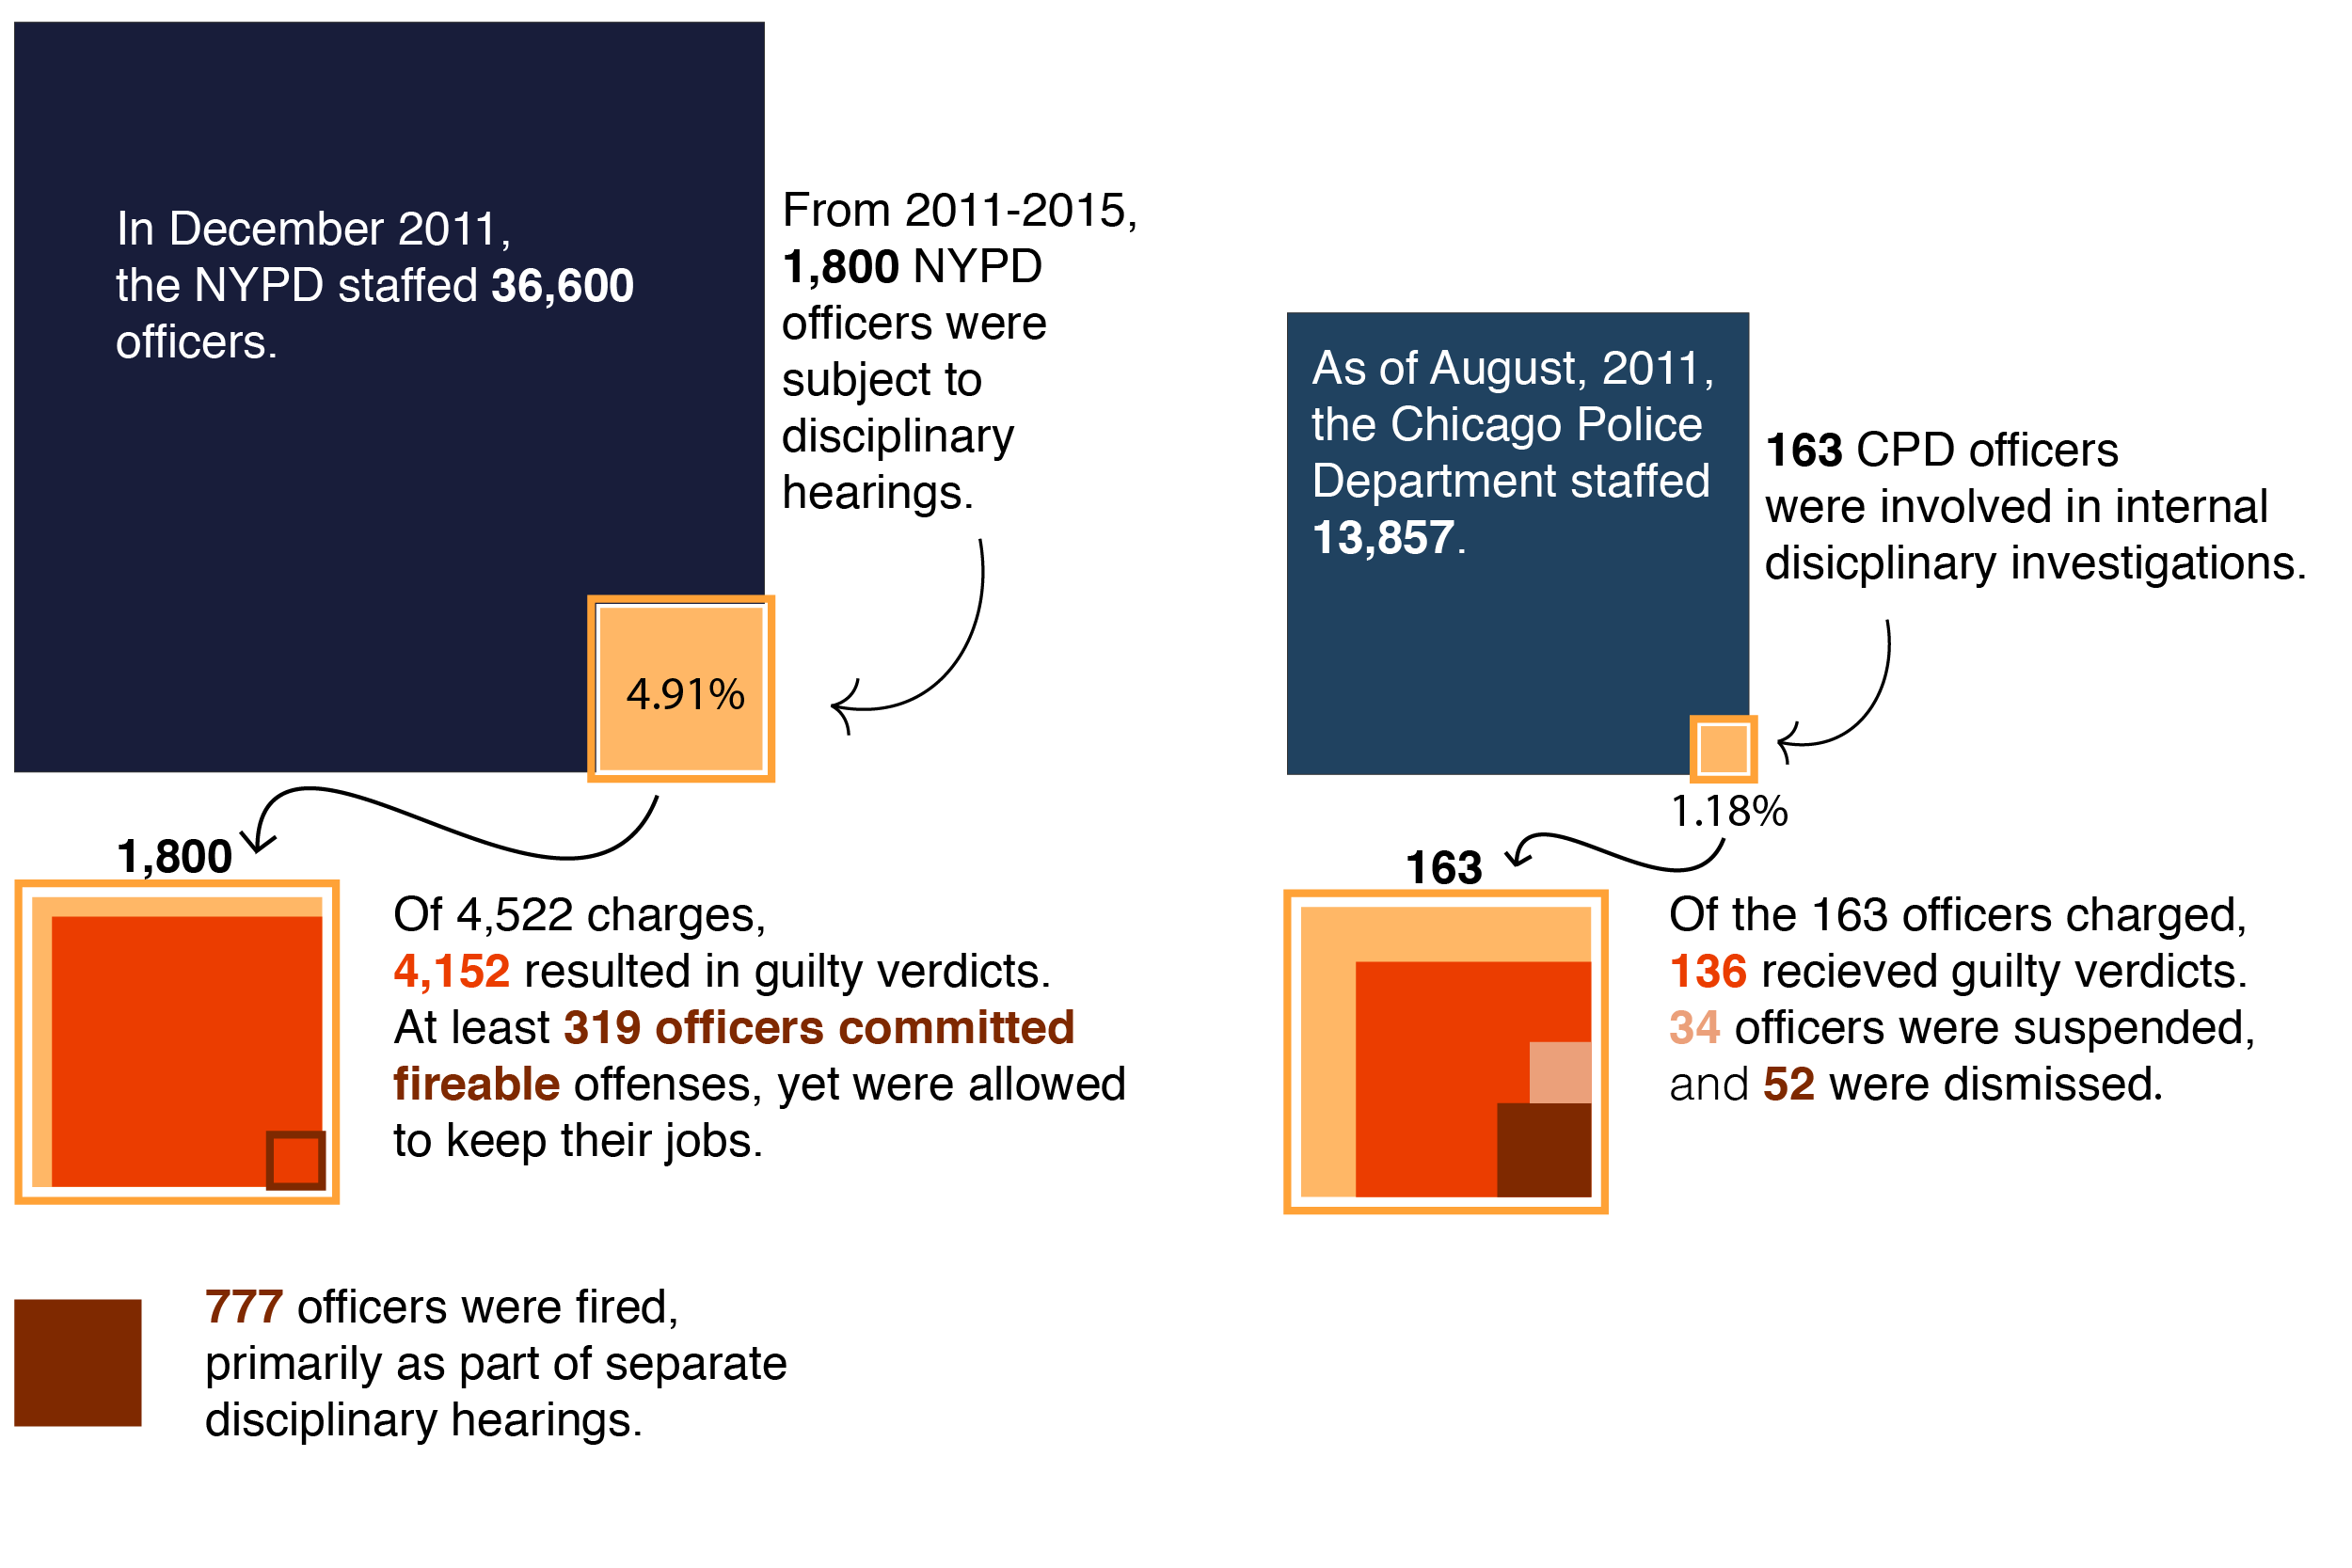 In December 2011,
the NYPD staffed 36,600
officers.
From 2011-2015,
1,800 NYPD
officers were
subject to
disciplinary
hearings.
4.91%
1,800
Of 4,522 charges,
4,152 resulted in guilty verdicts.
At least 319 officers committed
fireable offenses, yet were allowed
to keep their jobs.
777 officers were fired,
primarily as part of separate
disciplinary hearings.
As of August, 2011,
the Chicago Police
Department staffed
13,857.
163 CPD officers
were involved in internal
disicplinary investigations.
1.18%
163
Of the 163 officers charged,
136 recieved guilty verdicts.
34 officers were suspended,
and 52 were dismissed.